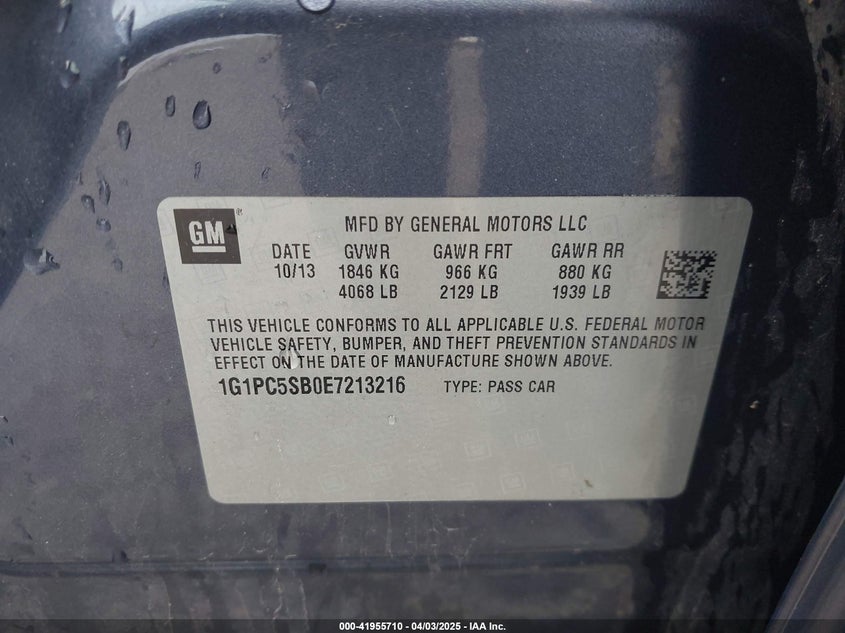 GM
MFD BY GENERAL MOTORS LLC
DATE GVWR GAWR FRT GAWR RR
10/13 1846 KG 966 KG 880 KG
4068 LB 2129 LB 1939 LB
THIS VEHICLE CONFORMS TO ALL APPLICABLE U.S. FEDERAL MOTOR
VEHICLE SAFETY, BUMPER, AND THEFT PREVENTION STANDARDS IN
EFFECT ON THE DATE OF MANUFACTURE SHOWN ABOVE.
1G1PC5SB0E7213216 TYPE: PASS CAR
000-41955710 - 04/03/2025 - IAA Inc.